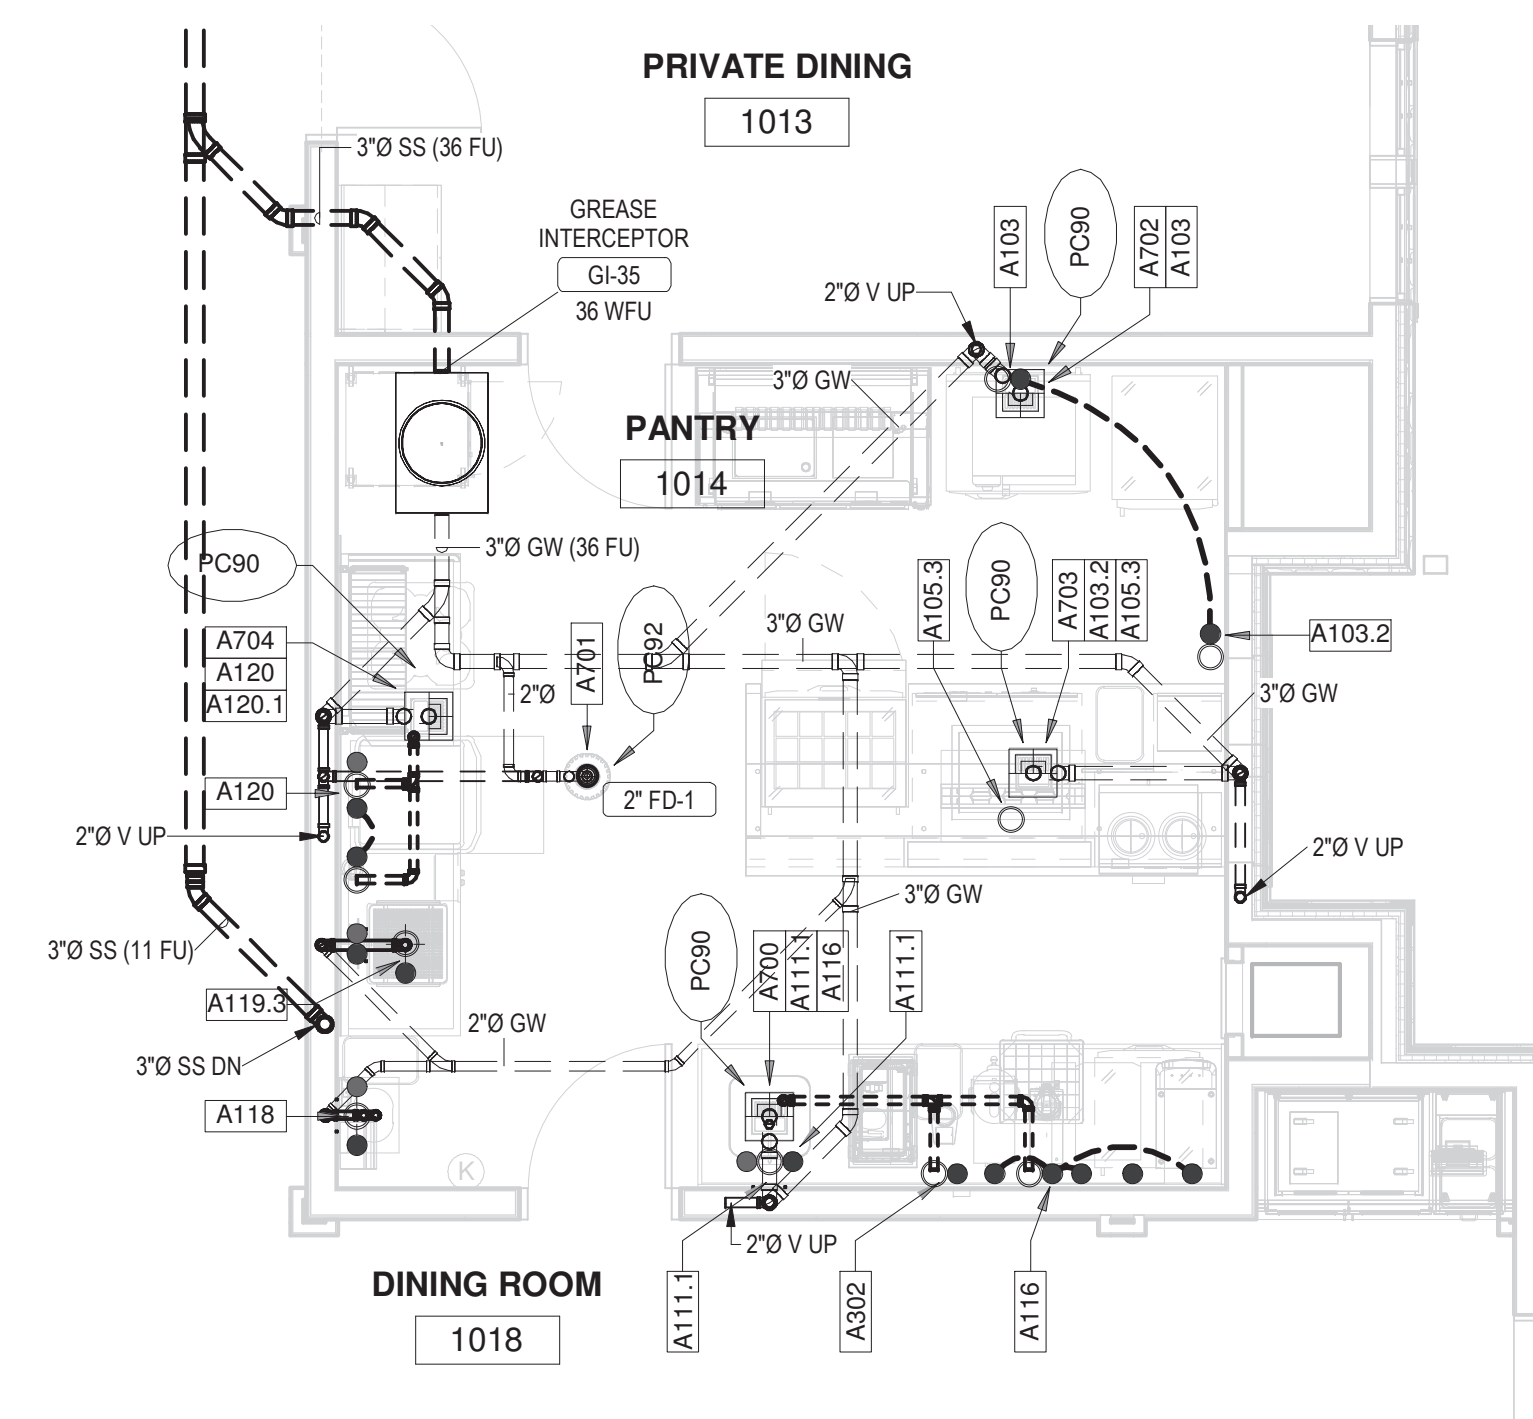 PRIVATE DINING
1013
3"Ø SS (36 FU)
GREASE
INTERCEPTOR
GI-35
36 WFU
A103
PC90
A702
A103
2"Ø V UP
3"Ø GW
PANTRY
1014
3"Ø GW (36 FU)
PC90
A704
A120
A120.1
2"Ø
A701
PC92
3"Ø GW
A105.3
PC90
A703
A103.2
A105.3
A103.2
3"Ø GW
A120
2" FD-1
2"Ø V UP
2"Ø V UP
3"Ø GW
3"Ø SS (11 FU)
A119.3
PC90
A700
A111.1
A116
A111.1
2"Ø GW
3"Ø SS DN
A118
K
2"Ø V UP
A111.1
A302
A116
DINING ROOM
1018